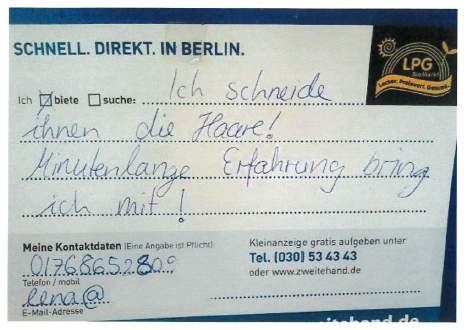 SCHNELL. DIREKT. IN BERLIN.
LPG
BioMarkt
Lecker. Preiswert. Gesund.
Ich ☒ biete ☐ suche: Ich schneide
ihnen die Haare!
Minutenlange Erfahrung bring
ich mit!
Meine Kontaktdaten (Eine Angabe ist Pflicht):
Telefon / mobil
Lena@
E-Mail-Adresse
Kleinanzeige gratis aufgeben unter
Tel. (030) 53 43 43
oder www.zweitehand.de
itehand.de